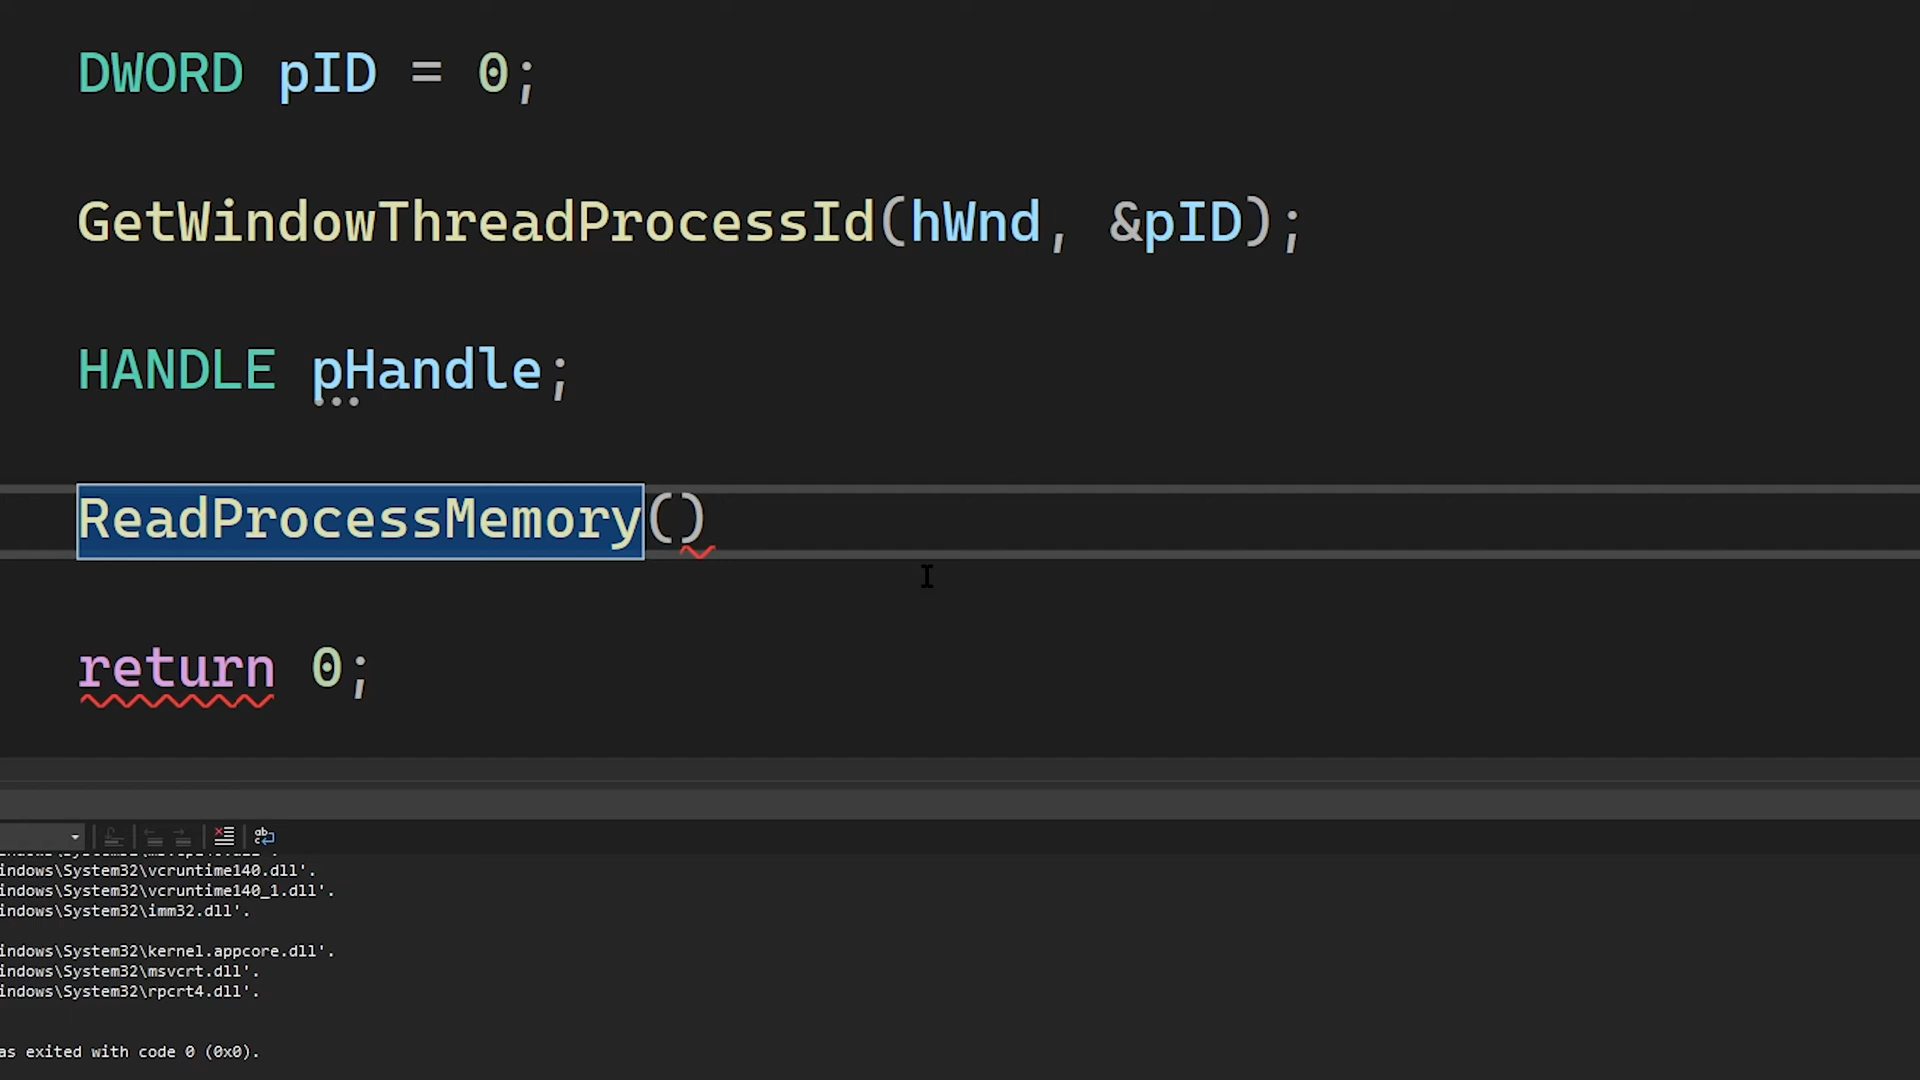 DWORD pID = 0;
GetWindowThreadProcessId(hWnd, &pID);
HANDLE pHandle;
ReadProcessMemory()
return 0;
indows\System32\vcruntime140.dll'.
indows\System32\vcruntime140_1.dll'.
indows\System32\imm32.dll'.
indows\System32\kernel.appcore.dll'.
indows\System32\msvcrt.dll'.
indows\System32\rpcrt4.dll'.
as exited with code 0 (0x0).